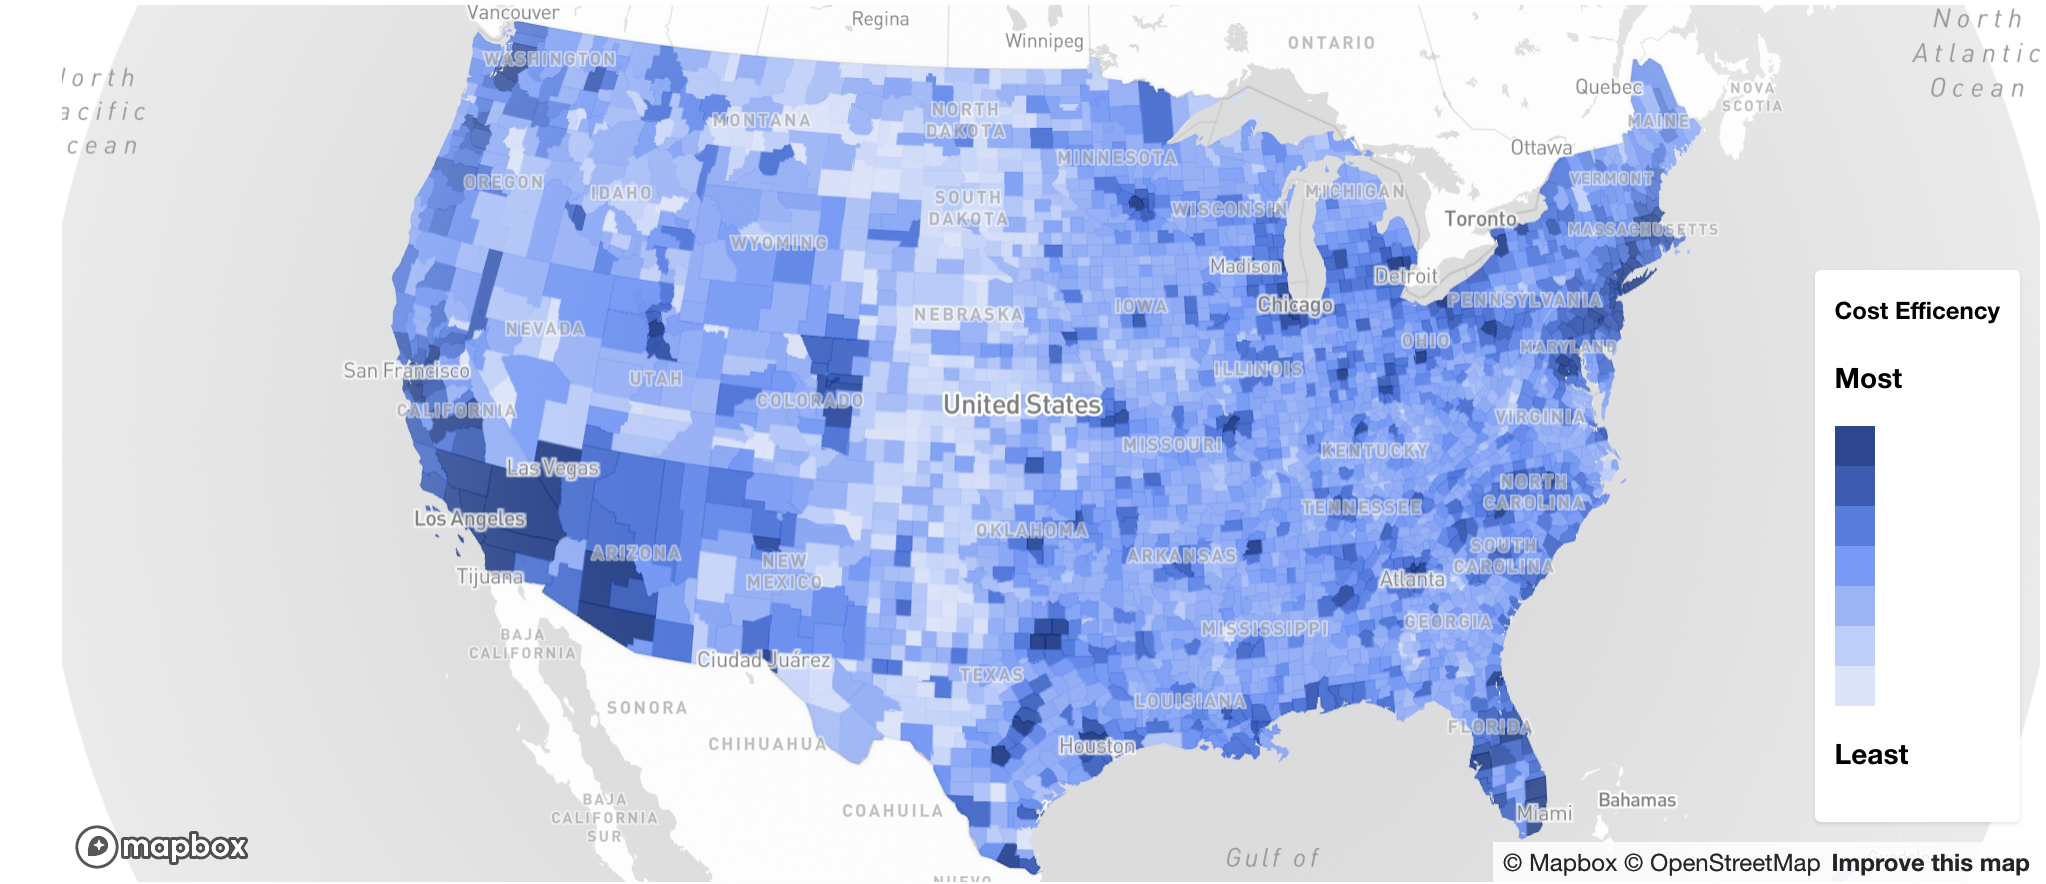 Vancouver
Regina
Winnipeg
ONTARIO
North
Atlantic
Ocean
orth
acific
cean
Quebec
NOVA
SCOTIA
WASHINGTON
MONTANA
NORTH
DAKOTA
MINNESOTA
MAINE
Ottawa
OREGON
IDAHO
SOUTH
DAKOTA
WISCONSIN
MICHIGAN
VERMONT
Toronto
MASSACHUSETTS
WYOMING
Madison
Detroit
Chicago
PENNSYLVANIA
NEVADA
NEBRASKA
IOWA
OHIO
MARYLAND
San Francisco
UTAH
ILLINOIS
CALIFORNIA
COLORADO
United States
VIRGINIA
MISSOURI
KENTUCKY
Las Vegas
NORTH
CAROLINA
Los Angeles
TENNESSEE
OKLAHOMA
ARIZONA
NEW
MEXICO
ARKANSAS
SOUTH
CAROLINA
Tijuana
Atlanta
BAJA
CALIFORNIA
MISSISSIPPI
GEORGIA
Ciudad Juárez
TEXAS
SONORA
LOUISIANA
CHIHUAHUA
Houston
FLORIDA
BAJA
CALIFORNIA
SUR
COAHUILA
Miami
Bahamas
Gulf of
NUEVO
Cost Efficency
Most
Least
mapbox
© Mapbox © OpenStreetMap Improve this map